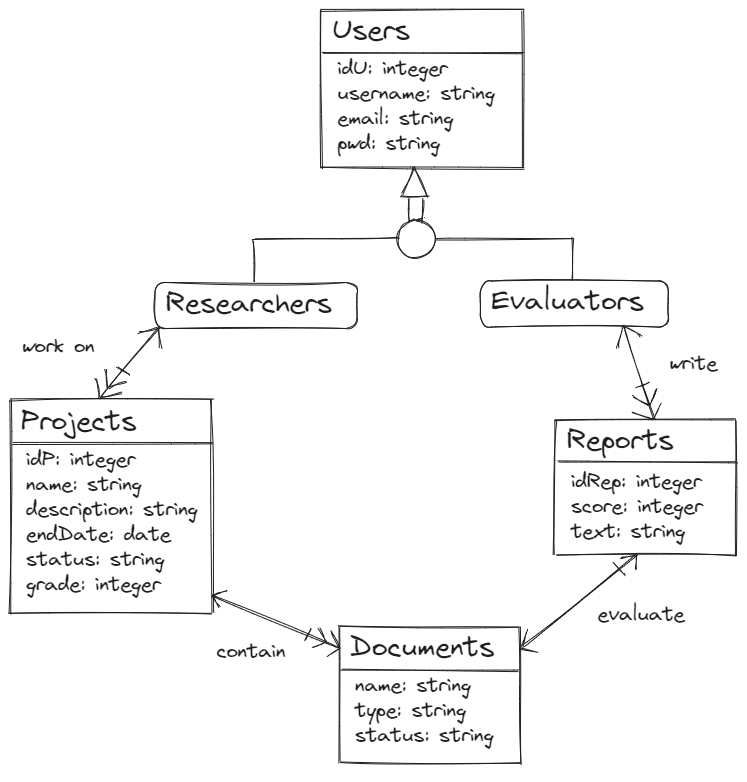 Users
idU: integer
username: string
email: string
pwd: string
Researchers
Evaluators
work on
write
Projects
idP: integer
name: string
description: string
endDate: date
status: string
grade: integer
Reports
idRep: integer
score: integer
text: string
contain
evaluate
Documents
name: string
type: string
status: string